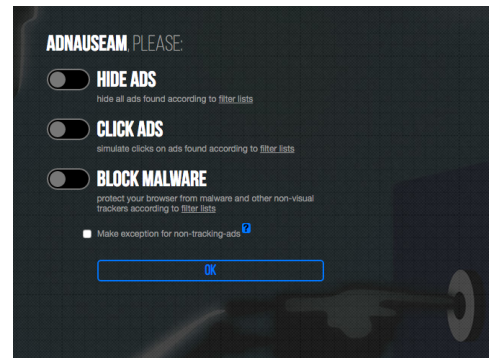 ADNAUSEAM, PLEASE:
HIDE ADS
hide all ads found according to filter lists
CLICK ADS
simulate clicks on ads found according to filter lists
BLOCK MALWARE
protect your browser from malware and other non-visual
trackers according to filter lists
Make exception for non-tracking-ads ?
OK